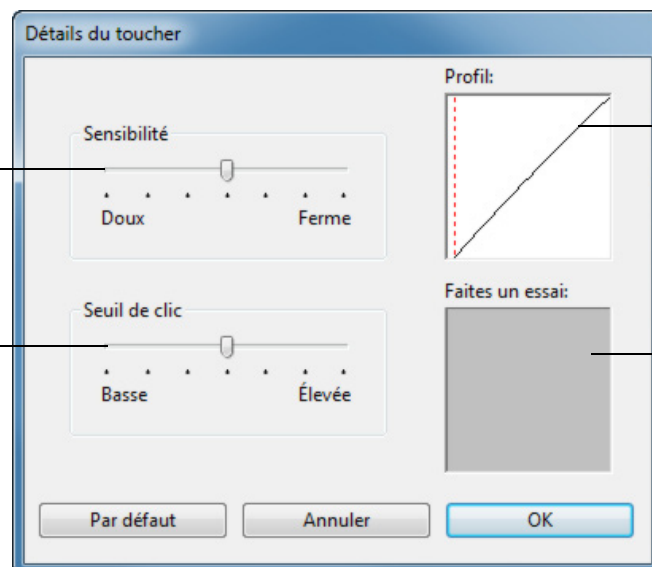 Détails du toucher
Profil:
Sensibilité
Doux Ferme
Faites un essai:
Seuil de clic
Basse Élevée
Par défaut Annuler OK